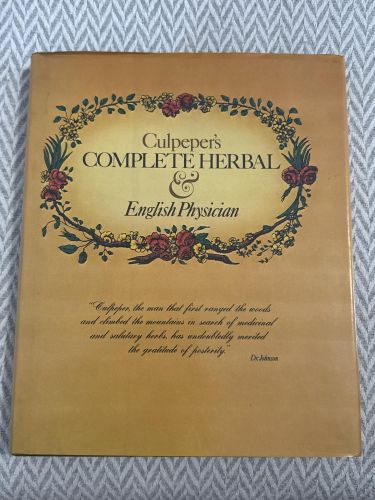 Culpeper's
COMPLETE HERBAL
&
English Physician
"Culpeper, the man that first ranged the woods
and climbed the mountains in search of medicinal
and salutary herbs, has undoubtedly merited
the gratitude of posterity."
Dr. Johnson